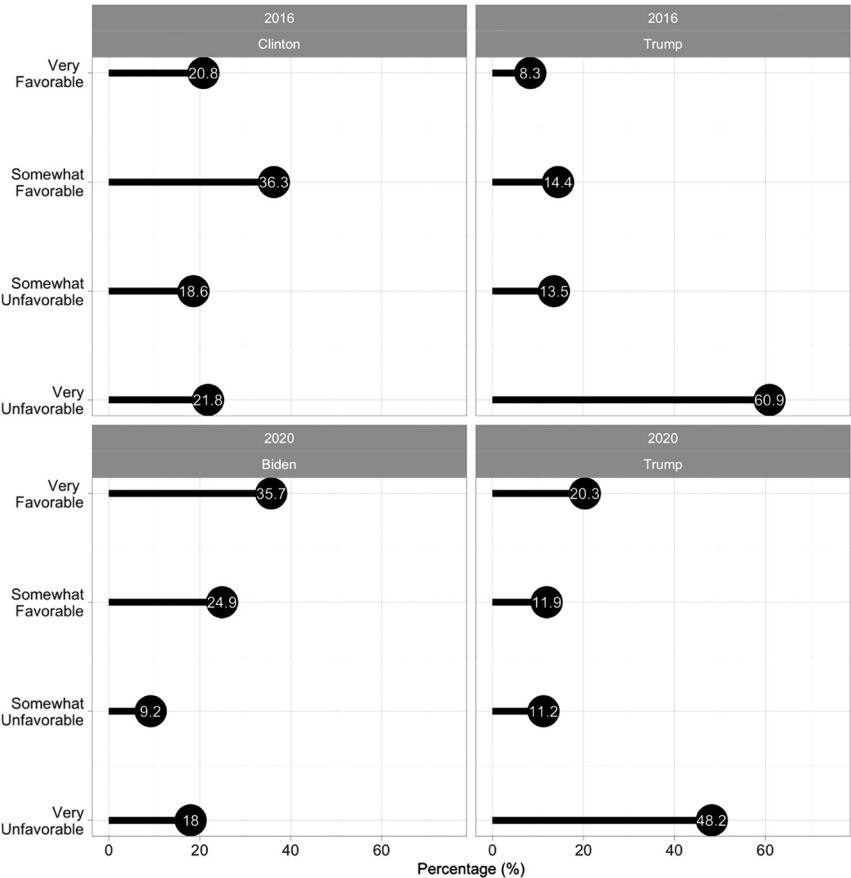 2016
Clinton
2016
Trump
Very
Favorable
20.8
8.3
Somewhat
Favorable
36.3
14.4
Somewhat
Unfavorable
18.6
13.5
Very
Unfavorable
21.8
60.9
2020
Biden
2020
Trump
Very
Favorable
35.7
20.3
Somewhat
Favorable
24.9
11.9
Somewhat
Unfavorable
9.2
11.2
Very
Unfavorable
18
48.2
0 20 40 60
0 20 40 60
Percentage (%)